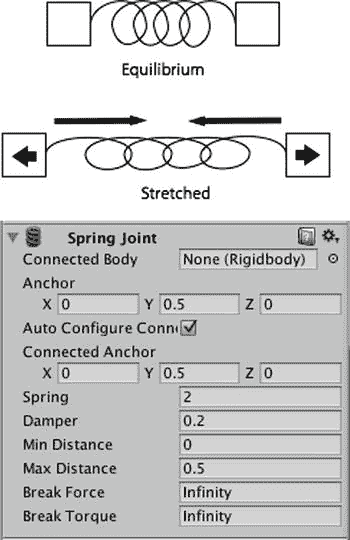 Equilibrium
Stretched
Spring Joint
Connected Body None (Rigidbody)
Anchor
X 0 Y 0.5 Z 0
Auto Configure Conn
Connected Anchor
X 0 Y 0.5 Z 0
Spring 2
Damper 0.2
Min Distance 0
Max Distance 0.5
Break Force Infinity
Break Torque Infinity